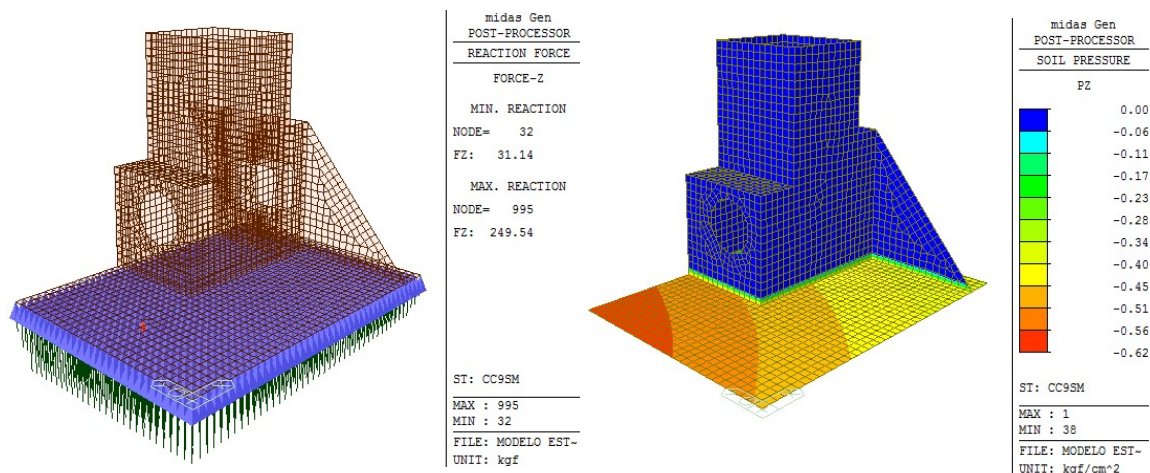 midas Gen
POST-PROCESSOR
REACTION FORCE
FORCE-Z
MIN. REACTION
NODE= 32
FZ: 31.14
MAX. REACTION
NODE= 995
FZ: 249.54
ST: CC9SM
MAX : 995
MIN : 32
FILE: MODELO EST~
UNIT: kgf
midas Gen
POST-PROCESSOR
SOIL PRESSURE
PZ
0.00
-0.06
-0.11
-0.17
-0.23
-0.28
-0.34
-0.40
-0.45
-0.51
-0.56
-0.62
ST: CC9SM
MAX : 1
MIN : 38
FILE: MODELO EST~
UNIT: kgf/cm^2